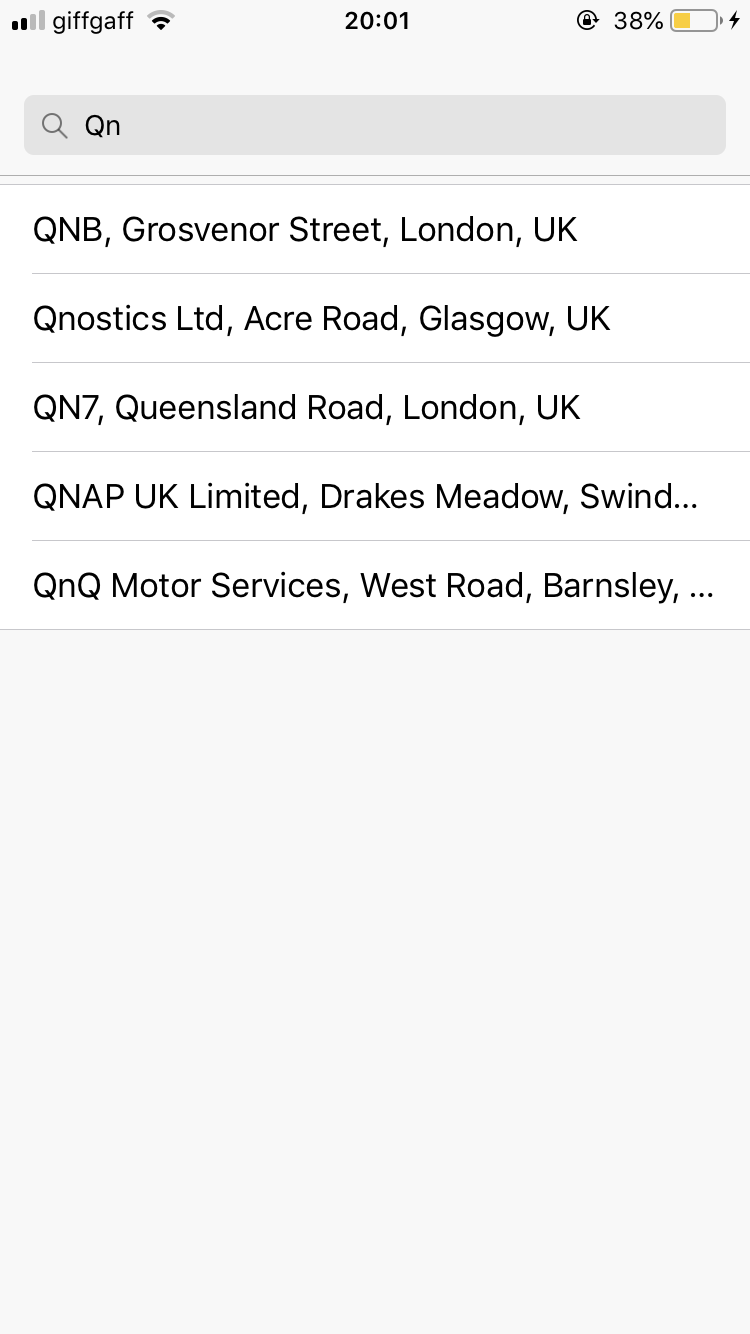 giffgaff 20:01 38%
Qn
QNB, Grosvenor Street, London, UK
Qnostics Ltd, Acre Road, Glasgow, UK
QN7, Queensland Road, London, UK
QNAP UK Limited, Drakes Meadow, Swind...
QnQ Motor Services, West Road, Barnsley, ...